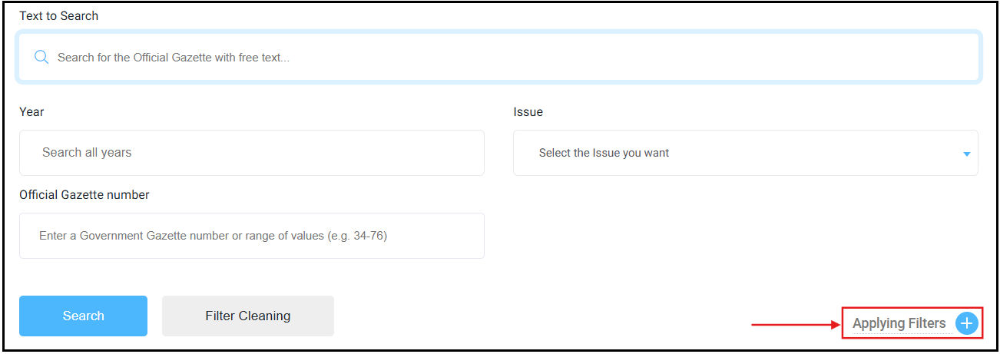 Text to Search
Search for the Official Gazette with free text...
Year
Issue
Search all years
Select the Issue you want
Official Gazette number
Enter a Government Gazette number or range of values (e.g. 34-76)
Search
Filter Cleaning
Applying Filters